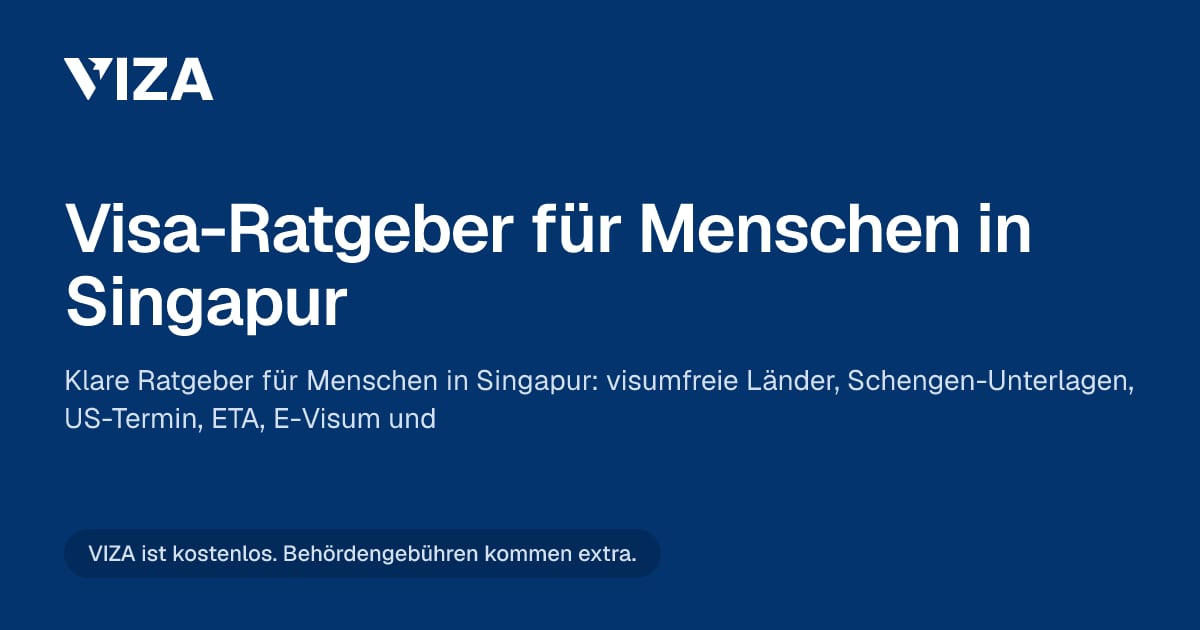 VIZA
Visa-Ratgeber für Menschen in
Singapur
Klare Ratgeber für Menschen in Singapur: visumfreie Länder, Schengen-Unterlagen,
US-Termin, ETA, E-Visum und
VIZA ist kostenlos. Behördengebühren kommen extra.